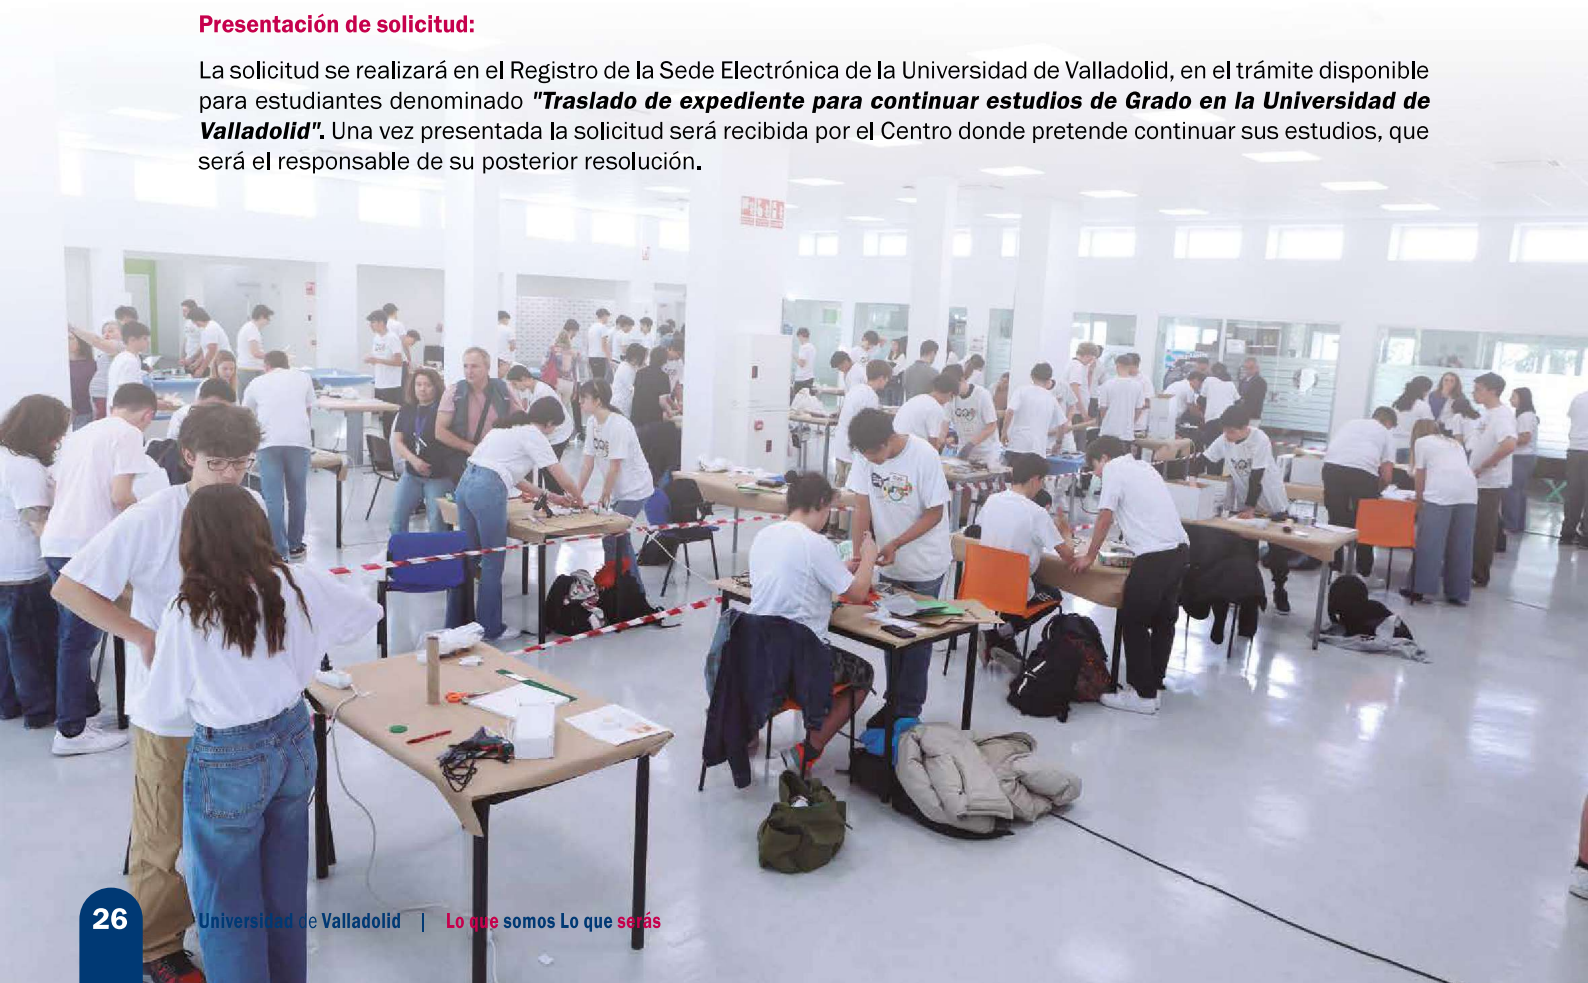 Presentación de solicitud:
La solicitud se realizará en el Registro de la Sede Electrónica de la Universidad de Valladolid, en el trámite disponible
para estudiantes denominado "Traslado de expediente para continuar estudios de Grado en la Universidad de
Valladolid". Una vez presentada la solicitud será recibida por el Centro donde pretende continuar sus estudios, que
será el responsable de su posterior resolución.
26
Universidad de Valladolid | Lo que somos Lo que serás